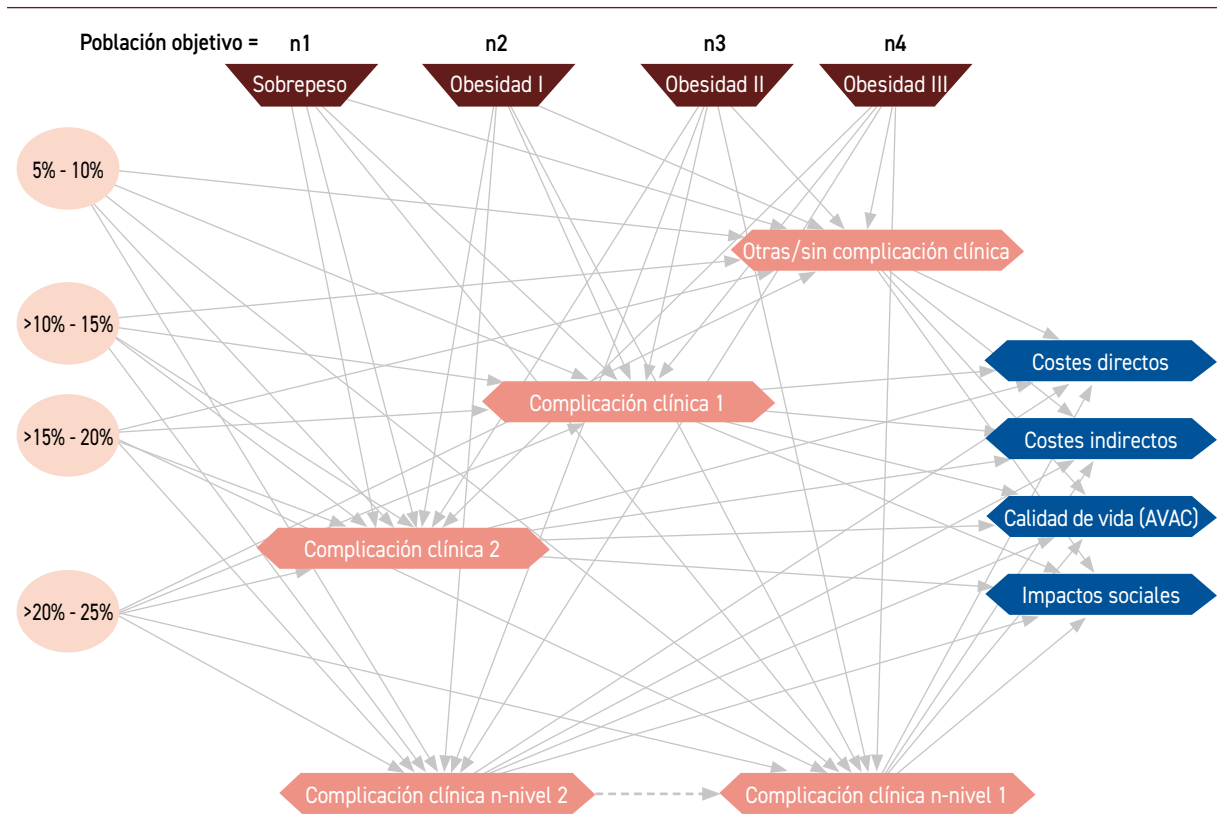 Población objetivo = n1 n2 n3 n4
Sobrepeso Obesidad I Obesidad II Obesidad III
5% - 10%
Otras/sin complicación clínica
>10% - 15%
Costes directos
Complicación clínica 1
>15% - 20%
Costes indirectos
Calidad de vida (AVAC)
Complicación clínica 2
Impactos sociales
>20% - 25%
Complicación clínica n-nivel 2 Complicación clínica n-nivel 1